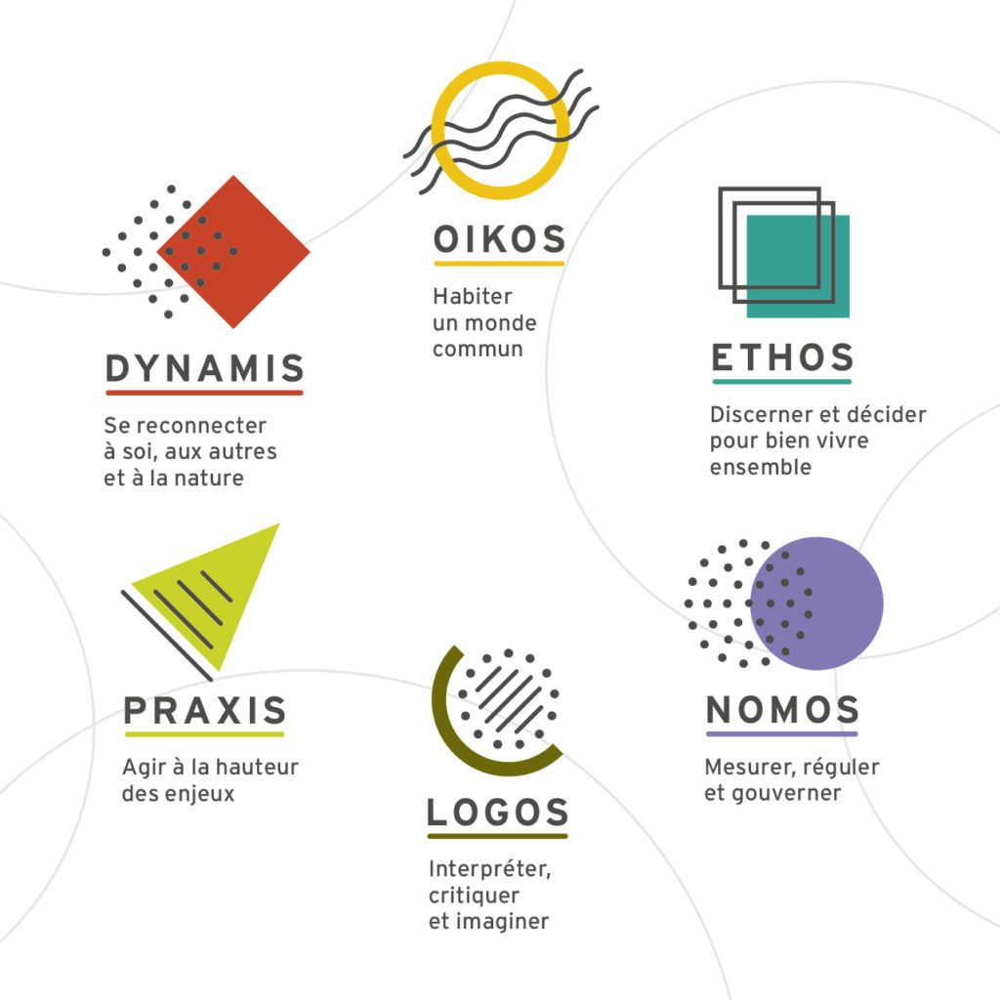 OIKOS
Habiter
un monde
commun
ETHOS
Discerner et décider
pour bien vivre
ensemble
NOMOS
Mesurer, réguler
et gouverner
LOGOS
Interpréter,
critiquer
et imaginer
PRAXIS
Agir à la hauteur
des enjeux
DYNAMIS
Se reconnecter
à soi, aux autres
et à la nature